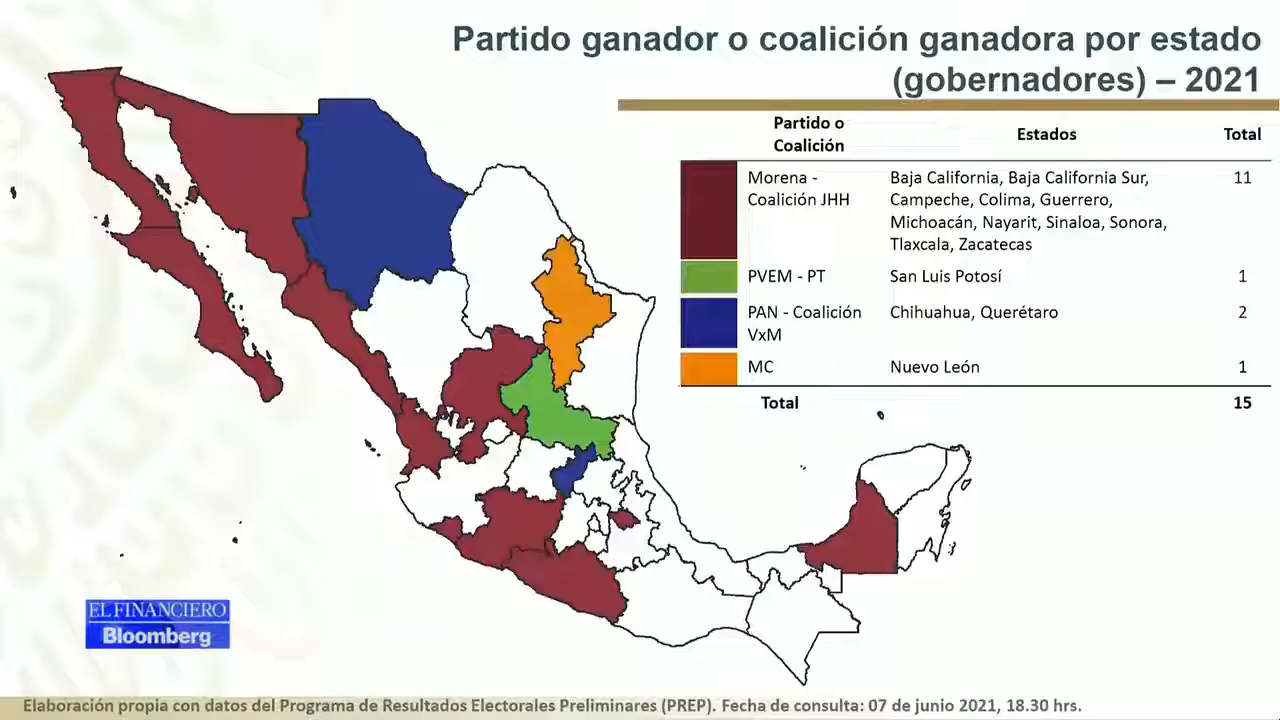 Partido ganador o coalición ganadora por estado
(gobernadores) – 2021
Partido o
Coalición
Estados
Total
Morena -
Coalición JHH
Baja California, Baja California Sur,
Campeche, Colima, Guerrero,
Michoacán, Nayarit, Sinaloa, Sonora,
Tlaxcala, Zacatecas
11
PVEM - PT
San Luis Potosí
1
PAN - Coalición
VxM
Chihuahua, Querétaro
2
MC
Nuevo León
1
Total
15
EL FINANCIERO
Bloomberg
Elaboración propia con datos del Programa de Resultados Electorales Preliminares (PREP). Fecha de consulta: 07 de junio 2021, 18.30 hrs.